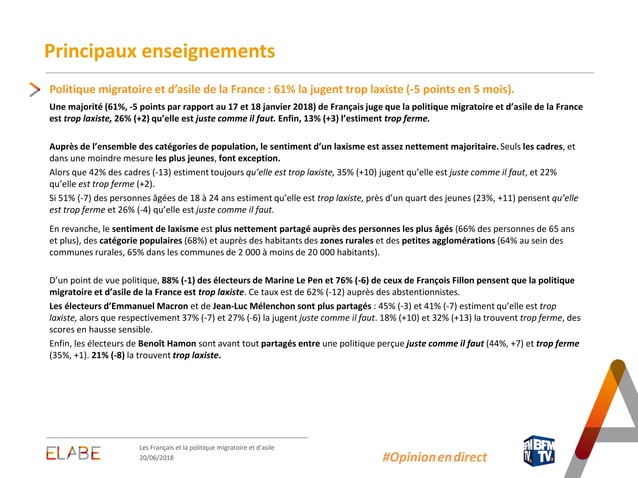 Principaux enseignements
Politique migratoire et d'asile de la France : 61% la jugent trop laxiste (-5 points en 5 mois).
Une majorité (61%, -5 points par rapport au 17 et 18 janvier 2018) de Français juge que la politique migratoire et d'asile de la France
est trop laxiste, 26% (+2) qu'elle est juste comme il faut. Enfin, 13% (+3) l'estiment trop ferme.
Auprès de l'ensemble des catégories de population, le sentiment d'un laxisme est assez nettement majoritaire. Seuls les cadres, et
dans une moindre mesure les plus jeunes, font exception.
Alors que 42% des cadres (-13) estiment toujours qu'elle est trop laxiste, 35% (+10) jugent qu'elle est juste comme il faut, et 22%
qu'elle est trop ferme (+2).
Si 51% (-7) des personnes âgées de 18 à 24 ans estiment qu'elle est trop laxiste, près d'un quart des jeunes (23%, +11) pensent qu'elle
est trop ferme et 26% (-4) qu'elle est juste comme il faut.
En revanche, le sentiment de laxisme est plus nettement partagé auprès des personnes les plus âgés (66% des personnes de 65 ans
et plus), des catégorie populaires (68%) et auprès des habitants des zones rurales et des petites agglomérations (64% au sein des
communes rurales, 65% dans les communes de 2 000 à moins de 20 000 habitants).
D'un point de vue politique, 88% (-1) des électeurs de Marine Le Pen et 76% (-6) de ceux de François Fillon pensent que la politique
migratoire et d'asile de la France est trop laxiste. Ce taux est de 62% (-12) auprès des abstentionnistes.
Les électeurs d'Emmanuel Macron et de Jean-Luc Mélenchon sont plus partagés : 45% (-3) et 41% (-7) estiment qu'elle est trop
laxiste, alors que respectivement 37% (-7) et 27% (-6) la jugent juste comme il faut. 18% (+10) et 32% (+13) la trouvent trop ferme, des
scores en hausse sensible.
Enfin, les électeurs de Benoît Hamon sont avant tout partagés entre une politique perçue juste comme il faut (44%, +7) et trop ferme
(35%, +1). 21% (-8) la trouvent trop laxiste.
Les Français et la politique migratoire et d'asile
ELABE
20/06/2018
#Opinionendirect
BFM
TV.